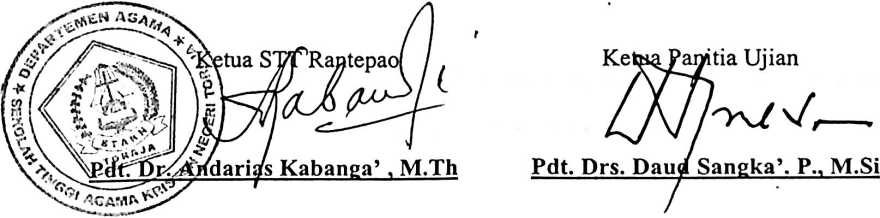 DEPARTEMEN AGAMA
SEKOLAH TINGGI AGAMA KRISTEN NEGERI TORAJA
STAKN
TORAJA
Ketua STT Rantepao
Ketua Panitia Ujian
Pdt. Dr. Andarias Kabanga’ , M.Th
Pdt. Drs. Daud Sangka’. P., M.Si